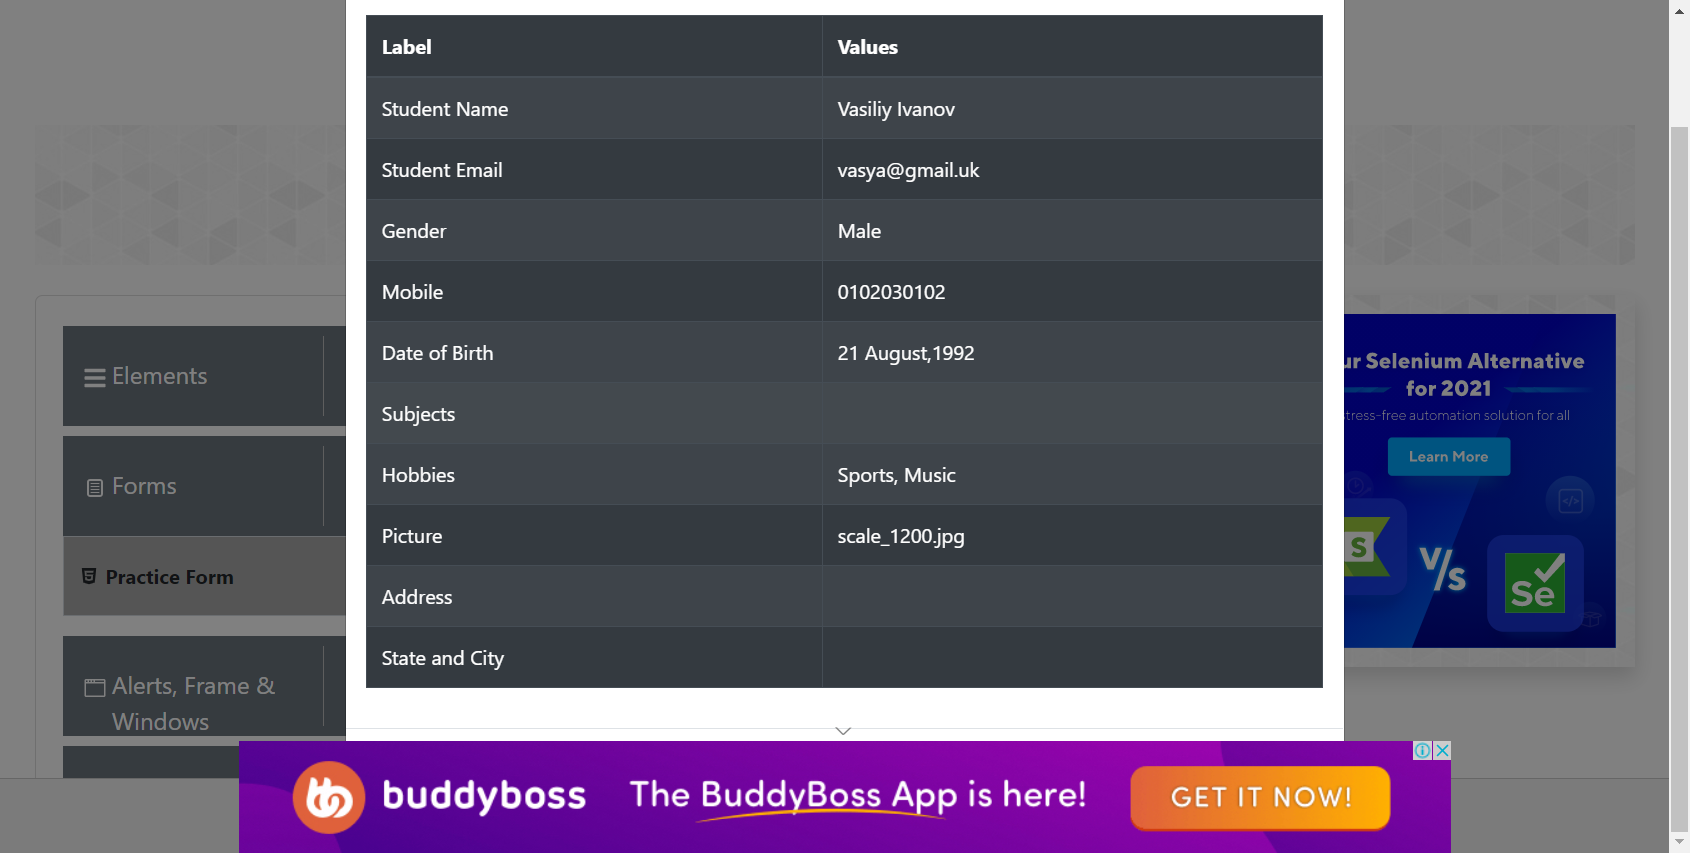 Label Values
Student Name Vasiliy Ivanov
Student Email vasya@gmail.uk
Gender Male
Mobile 0102030102
Date of Birth 21 August,1992
Subjects
Hobbies Sports, Music
Picture scale_1200.jpg
Address
State and City
Elements
Forms
Practice Form
Alerts, Frame &
Windows
ur Selenium Alternative
for 2021
tress-free automation solution for all
Learn More
S
V/s
Se
buddyboss The BuddyBoss App is here! GET IT NOW!